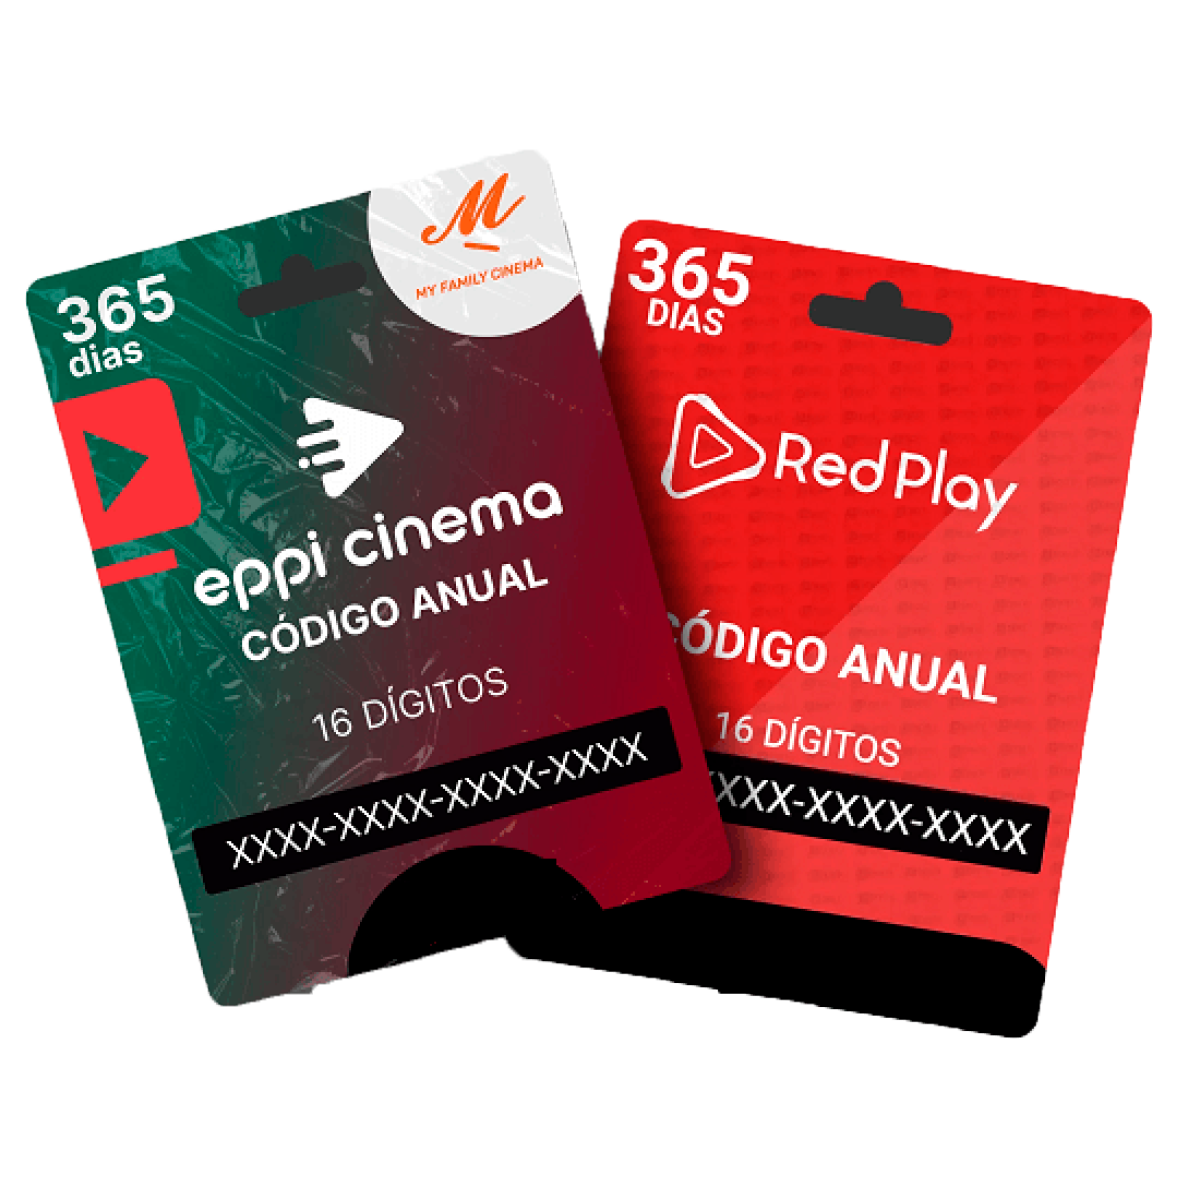 365
dias
M
MY FAMILY CINEMA
eppi cinema
CÓDIGO ANUAL
16 DÍGITOS
XXXX-XXXX-XXXX-XXXX
365
DIAS
Red Play
CÓDIGO ANUAL
16 DÍGITOS
XXX-XXXX-XXXX